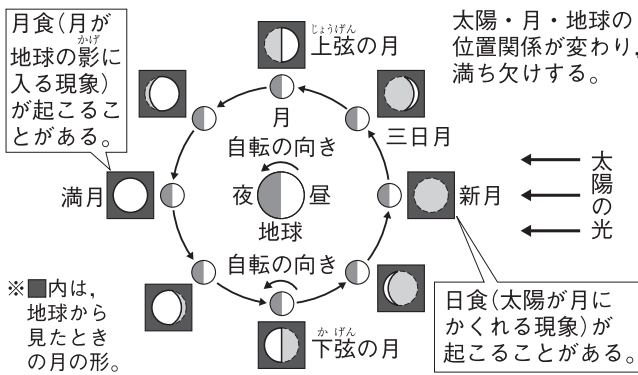 月食(月が
地球の影に
入る現象)
が起こるこ
とがある。
かげ
じょうげん
上弦の月
太陽・月・地球の
位置関係が変わり,
満ち欠けする。
月
三日月
自転の向き
満月
夜
昼
地球
新月
太陽の光
自転の向き
※■内は,
地球から
見たとき
の月の形。
かげん
下弦の月
日食(太陽が月に
かくれる現象)が
起こることがある。